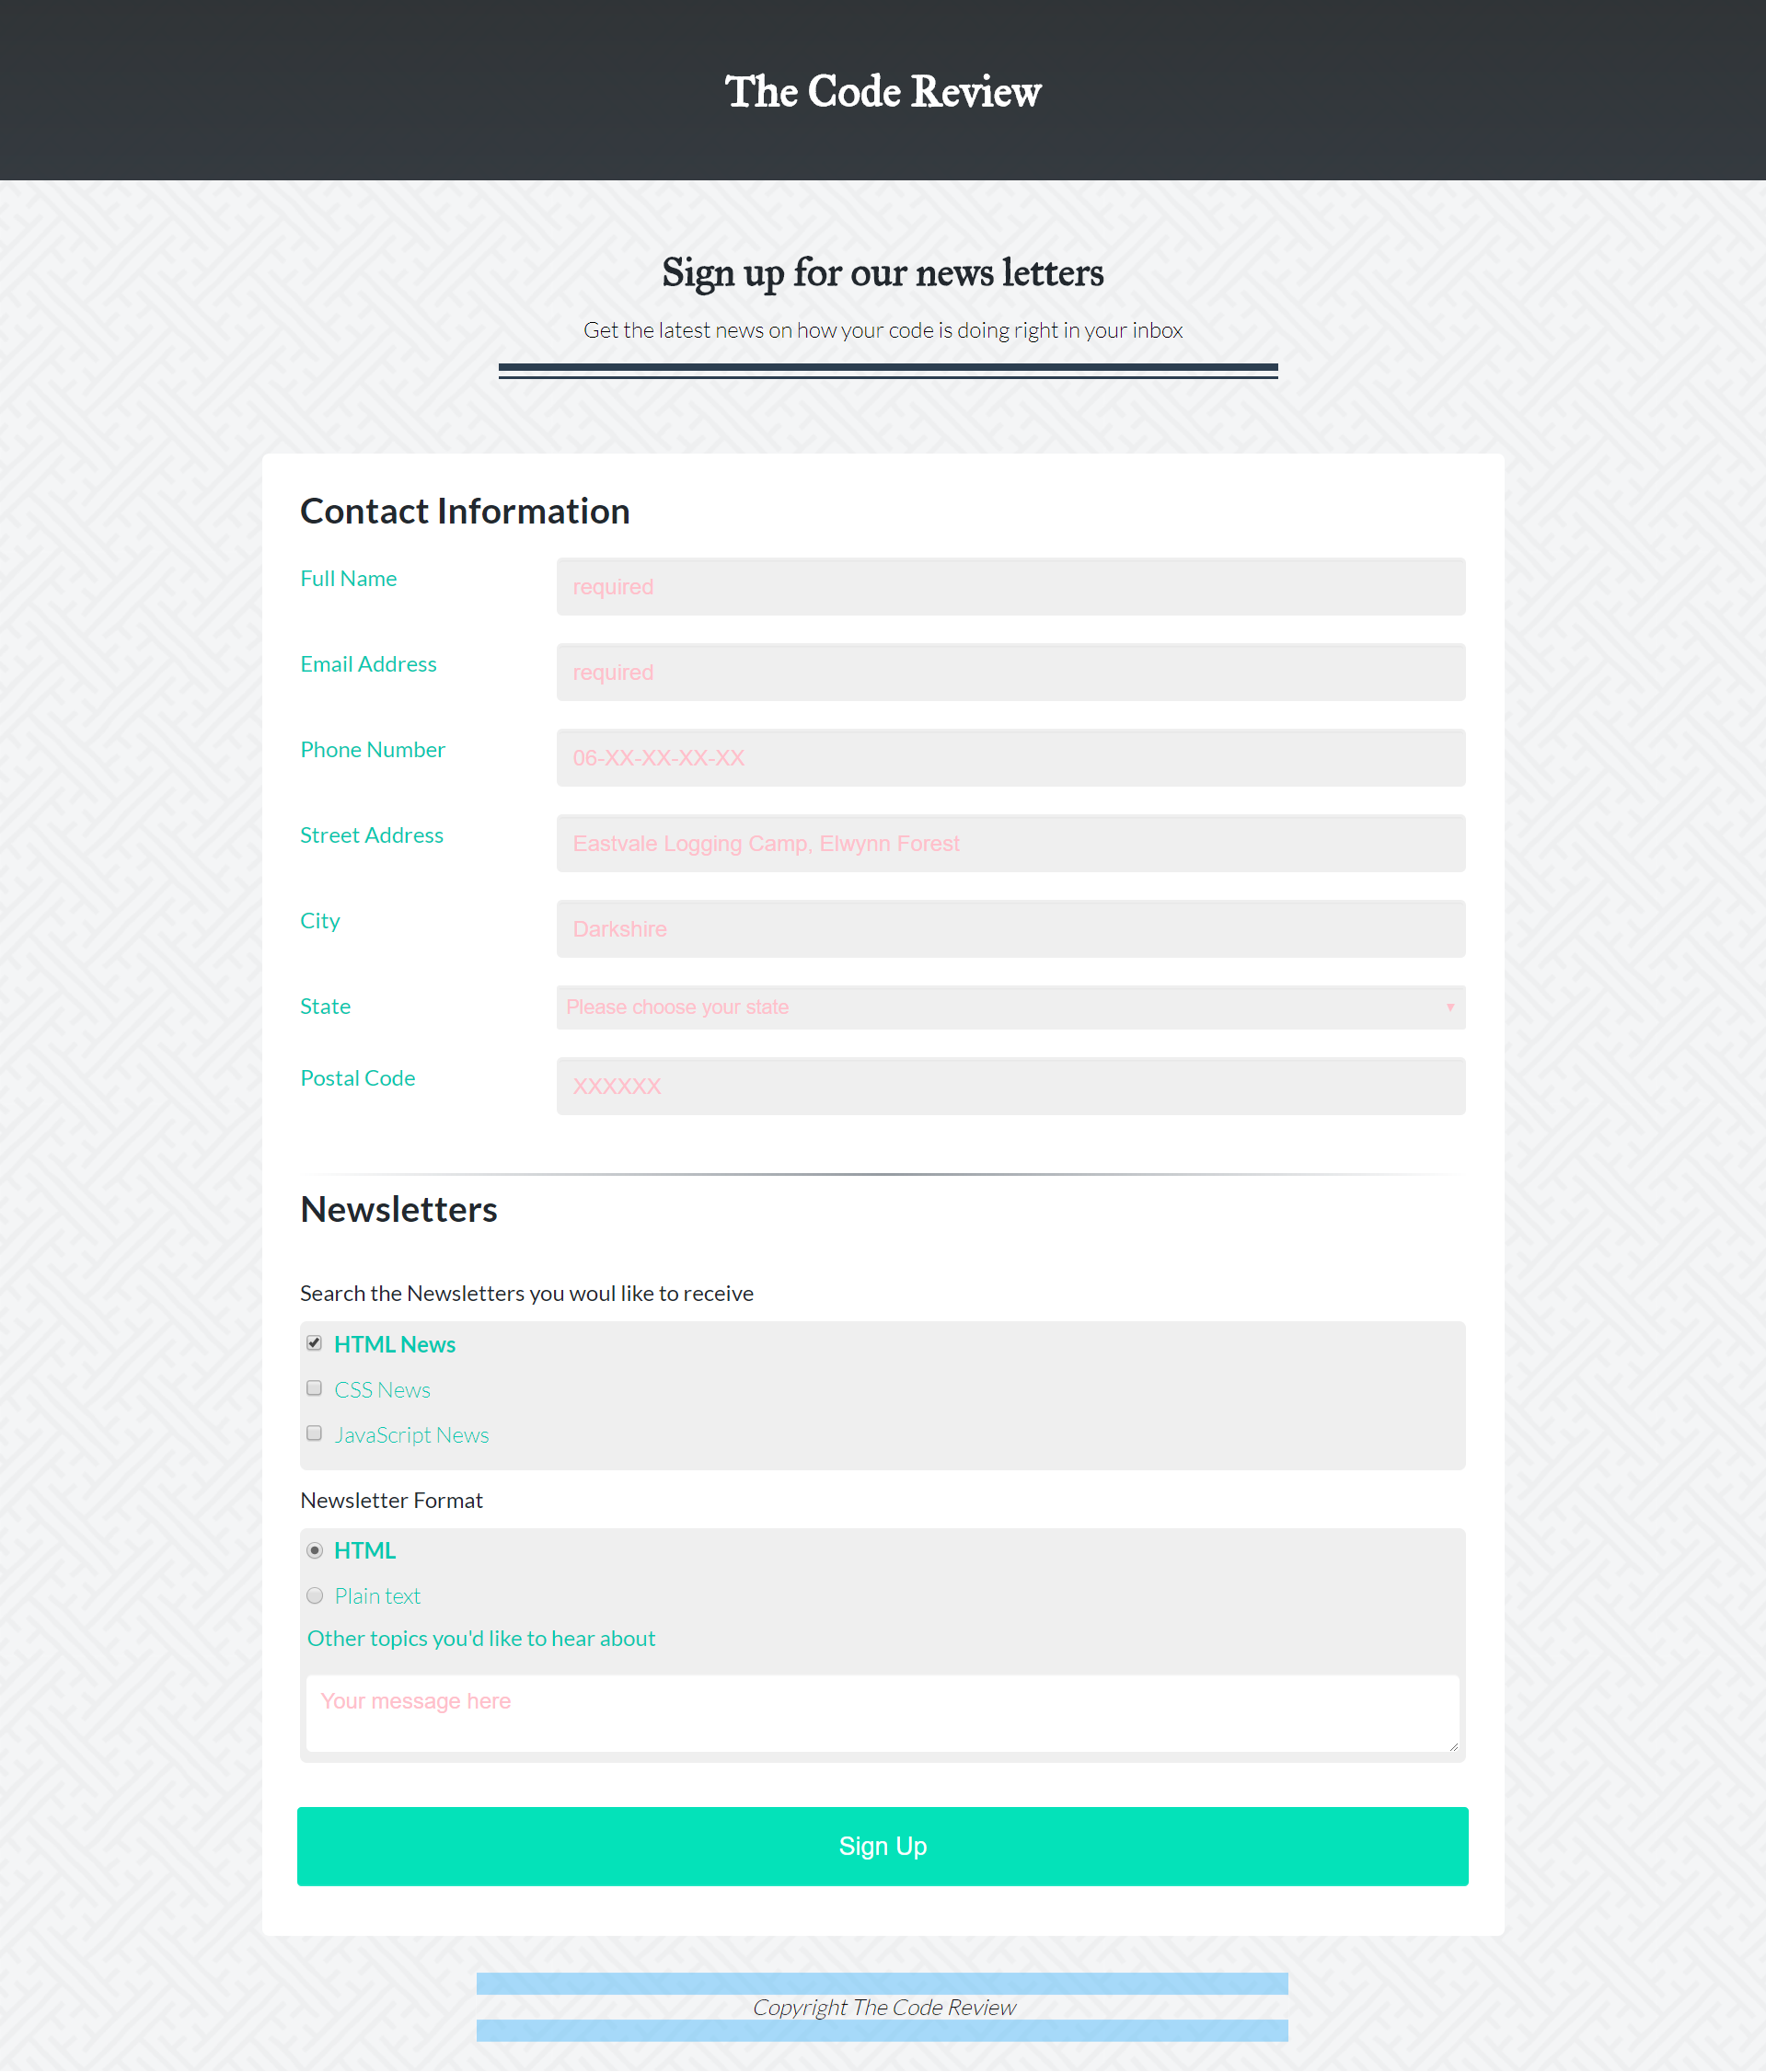 The Code Review
Sign up for our news letters
Get the latest news on how your code is doing right in your inbox
Contact Information
Full Name
required
Email Address
required
Phone Number
06-XX-XX-XX-XX
Street Address
Eastvale Logging Camp, Elwynn Forest
City
Darkshire
State
Please choose your state
Postal Code
XXXXXX
Newsletters
Search the Newsletters you woul like to receive
HTML News
CSS News
JavaScript News
Newsletter Format
HTML
Plain text
Other topics you'd like to hear about
Your message here
Sign Up
Copyright The Code Review